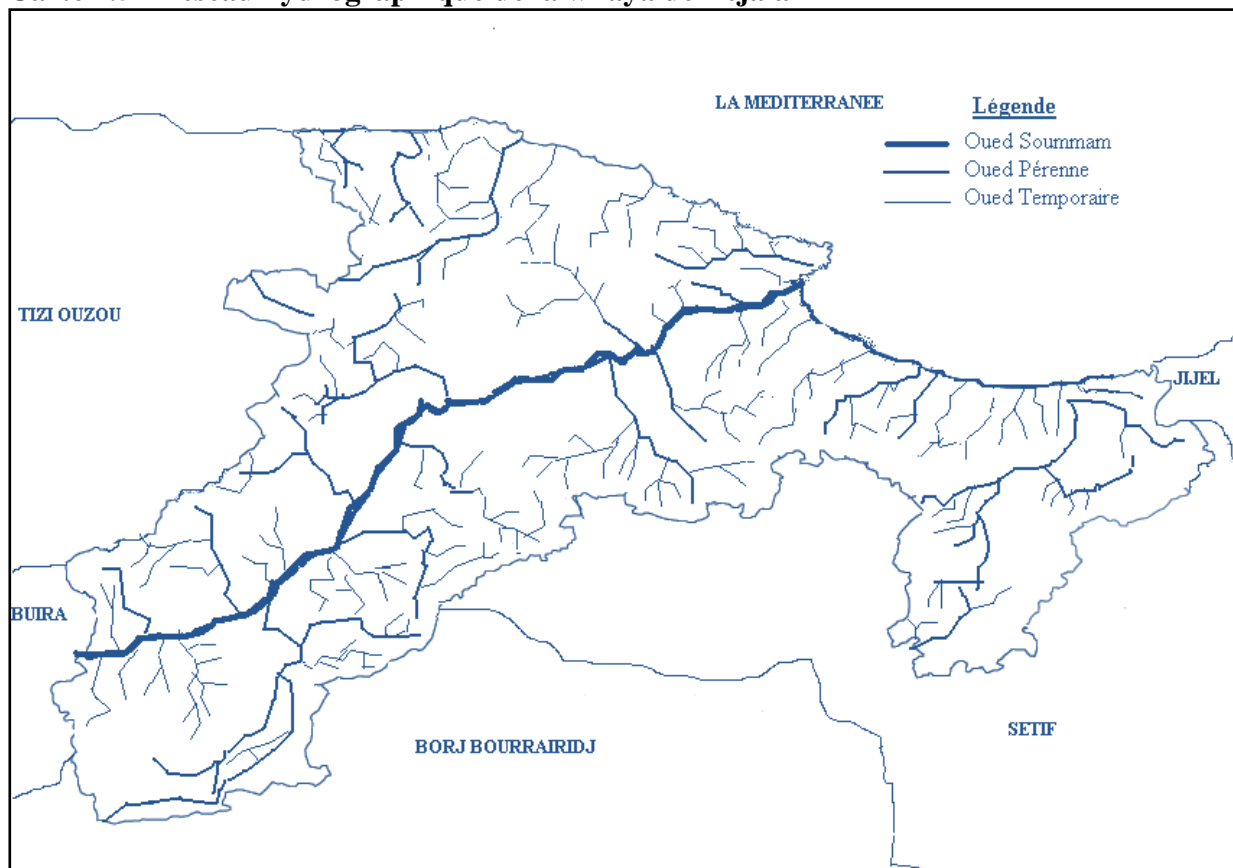 LA MEDITERRANEE
Légende
Oued Soummam
Oued Pérenne
Oued Temporaire
TIZI OUZOU
JIJEL
BUIRA
SETIF
BORJ BOURRAIRIDJ